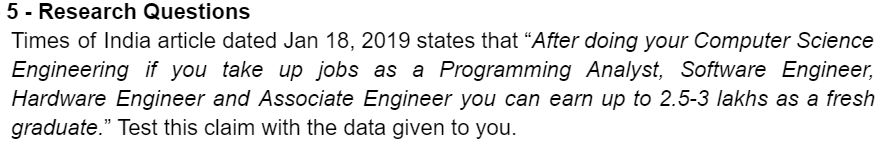 5 - Research Questions
Times of India article dated Jan 18, 2019 states that “After doing your Computer Science
Engineering if you take up jobs as a Programming Analyst, Software Engineer,
Hardware Engineer and Associate Engineer you can earn up to 2.5-3 lakhs as a fresh
graduate.” Test this claim with the data given to you.